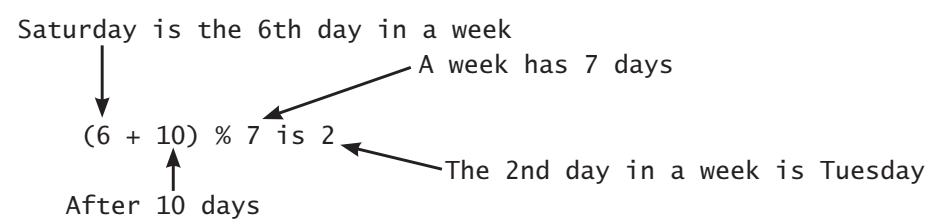 Saturday is the 6th day in a week
A week has 7 days
(6 + 10) % 7 is 2
The 2nd day in a week is Tuesday
After 10 days